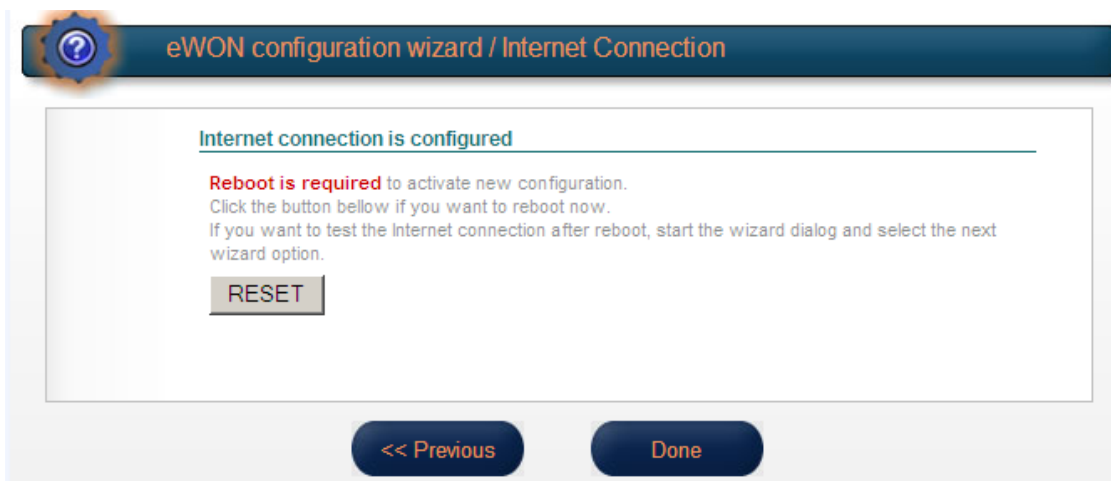 eWON configuration wizard / Internet Connection
Internet connection is configured
Reboot is required to activate new configuration.
Click the button bellow if you want to reboot now.
If you want to test the Internet connection after reboot, start the wizard dialog and select the next
wizard option.
RESET
<< Previous
Done